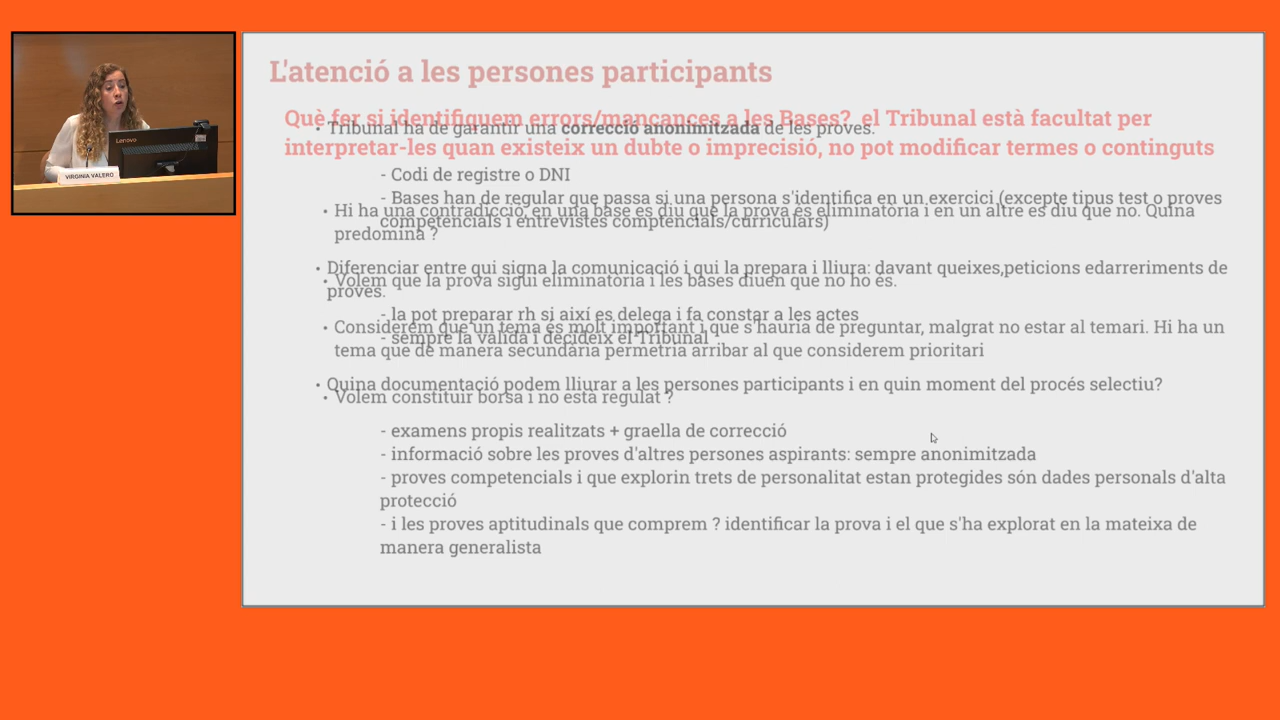 Lenovo
VIRGINIA VALERO
L'atenció a les persones participants
Què fer si identifiquem errors/mancances a les Bases?  el Tribunal està facultat per
interpretar-les quan existeix un dubte o imprecisió, no pot modificar termes o continguts
• Tribunal ha de garantir una correcció anonimitzada de les proves.
- Codi de registre o DNI
- Bases han de regular que passa si una persona s'identifica en un exercici (excepte tipus test o proves
competencials i entrevistes comptencials/curriculars)
• Hi ha una contradicció, en una base es diu que la prova és eliminatòria i en un altre es diu que no. Quina
predomina ?
• Diferenciar entre qui signa la comunicació i qui la prepara i lliura: davant queixes,peticions edarreriments de
proves.
• Volem que la prova sigui eliminatòria i les bases diuen que no ho és.
- la pot preparar rh si així es delega i fa constar a les actes
- sempre la valida i decideix el Tribunal
• Considerem que un tema és molt important i que s'hauria de preguntar, malgrat no estar al temari. Hi ha un
tema que de manera secundària permetria arribar al que considerem prioritari
• Quina documentació podem lliurar a les persones participants i en quin moment del procés selectiu?
• Volem constituir borsa i no està regulat ?
- examens propis realitzats + graella de correcció
- informació sobre les proves d'altres persones aspirants: sempre anonimitzada
- proves competencials i que explorin trets de personalitat estan protegides són dades personals d'alta
protecció
- i les proves aptitudinals que comprem ? identificar la prova i el que s'ha explorat en la mateixa de
manera generalista